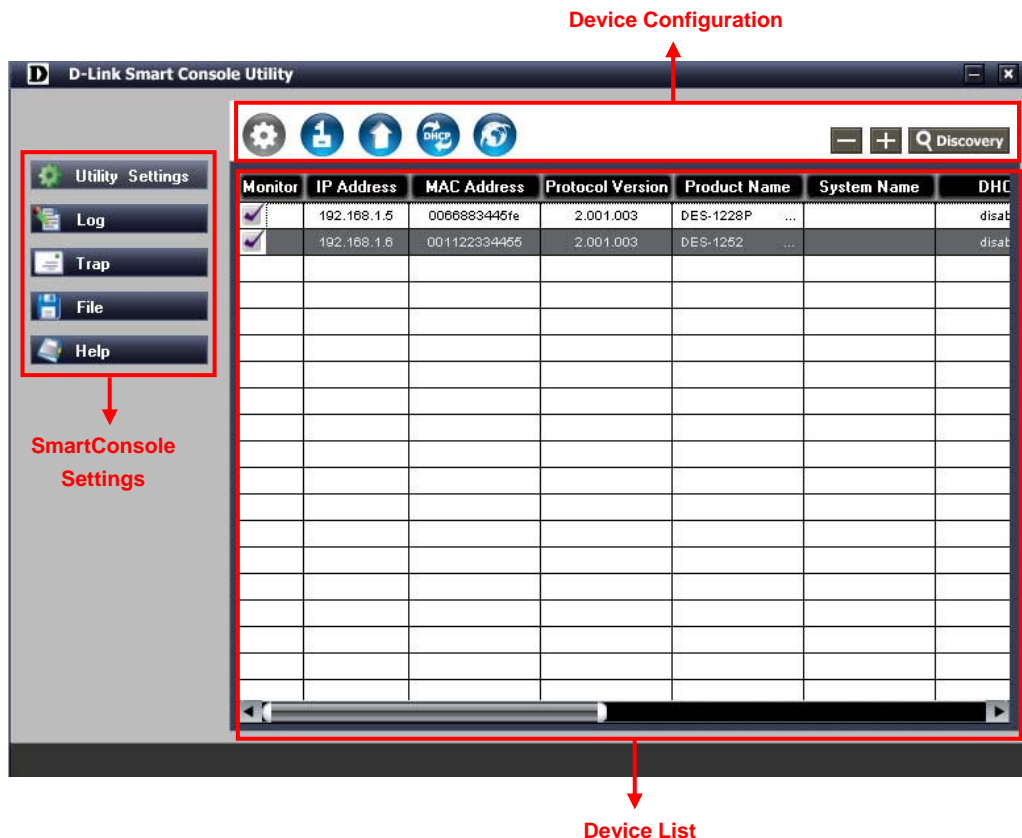 Device Configuration
D D-Link Smart Console Utility
DHCP
Discovery
Utility Settings
Log
Trap
File
Help
Monitor IP Address MAC Address Protocol Version Product Name System Name DHC
192.168.1.5 0066883445fe 2.001.003 DES-1228P ... disab
192.168.1.6 001122334455 2.001.003 DES-1252 ... disab
SmartConsole
Settings
Device List